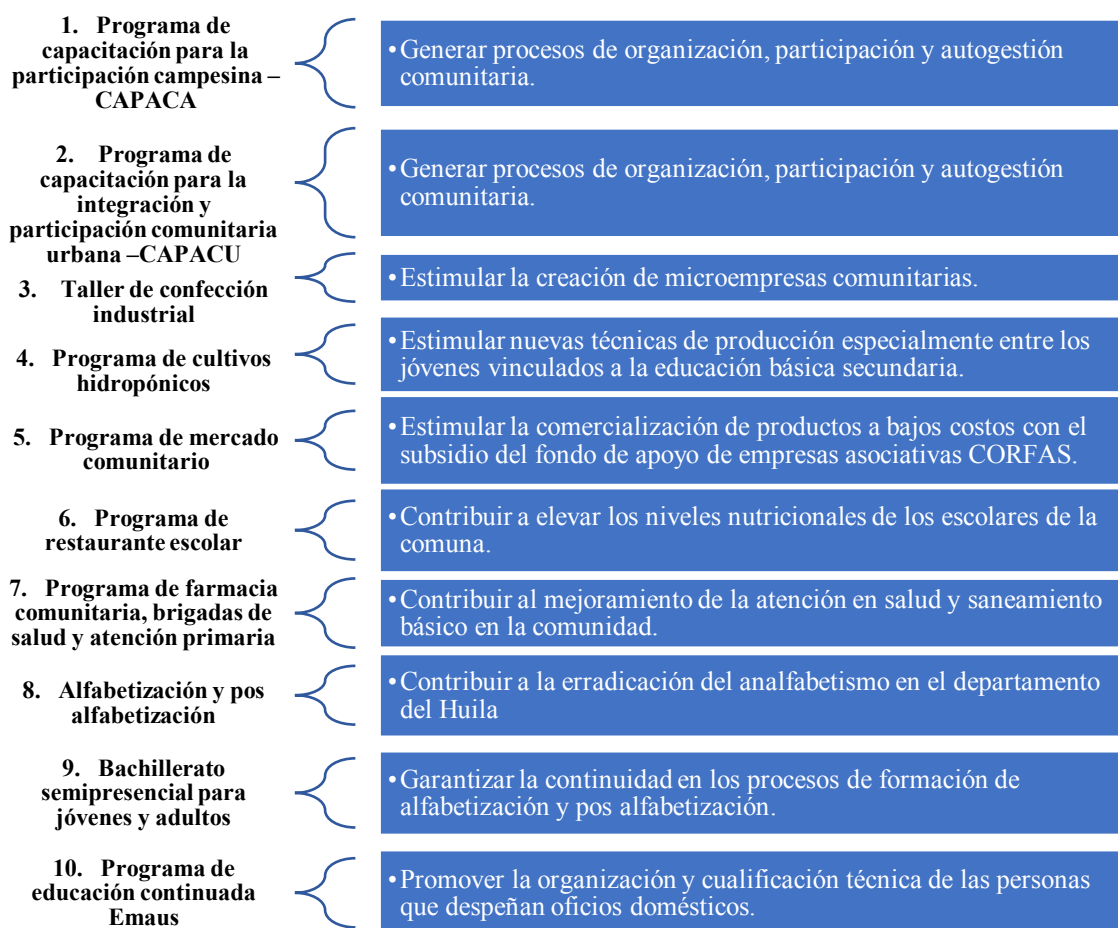 1. Programa de
capacitación para la
participación campesina –
CAPACA
•Generar procesos de organización, participación y autogestión
comunitaria.
2. Programa de
capacitación para la
integración y
participación comunitaria
urbana –CAPACU
•Generar procesos de organización, participación y autogestión
comunitaria.
3. Taller de confección
industrial
•Estimular la creación de microempresas comunitarias.
4. Programa de cultivos
hidropónicos
•Estimular nuevas técnicas de producción especialmente entre los
jóvenes vinculados a la educación básica secundaria.
5. Programa de mercado
comunitario
•Estimular la comercialización de productos a bajos costos con el
subsidio del fondo de apoyo de empresas asociativas CORFAS.
6. Programa de
restaurante escolar
•Contribuir a elevar los niveles nutricionales de los escolares de la
comuna.
7. Programa de farmacia
comunitaria, brigadas de
salud y atención primaria
•Contribuir al mejoramiento de la atención en salud y saneamiento
básico en la comunidad.
8. Alfabetización y pos
alfabetización
•Contribuir a la erradicación del analfabetismo en el departamento
del Huila
9. Bachillerato
semipresencial para
jóvenes y adultos
•Garantizar la continuidad en los procesos de formación de
alfabetización y pos alfabetización.
10. Programa de
educación continuada
Emaus
•Promover la organización y cualificación técnica de las personas
que despeñan oficios domésticos.